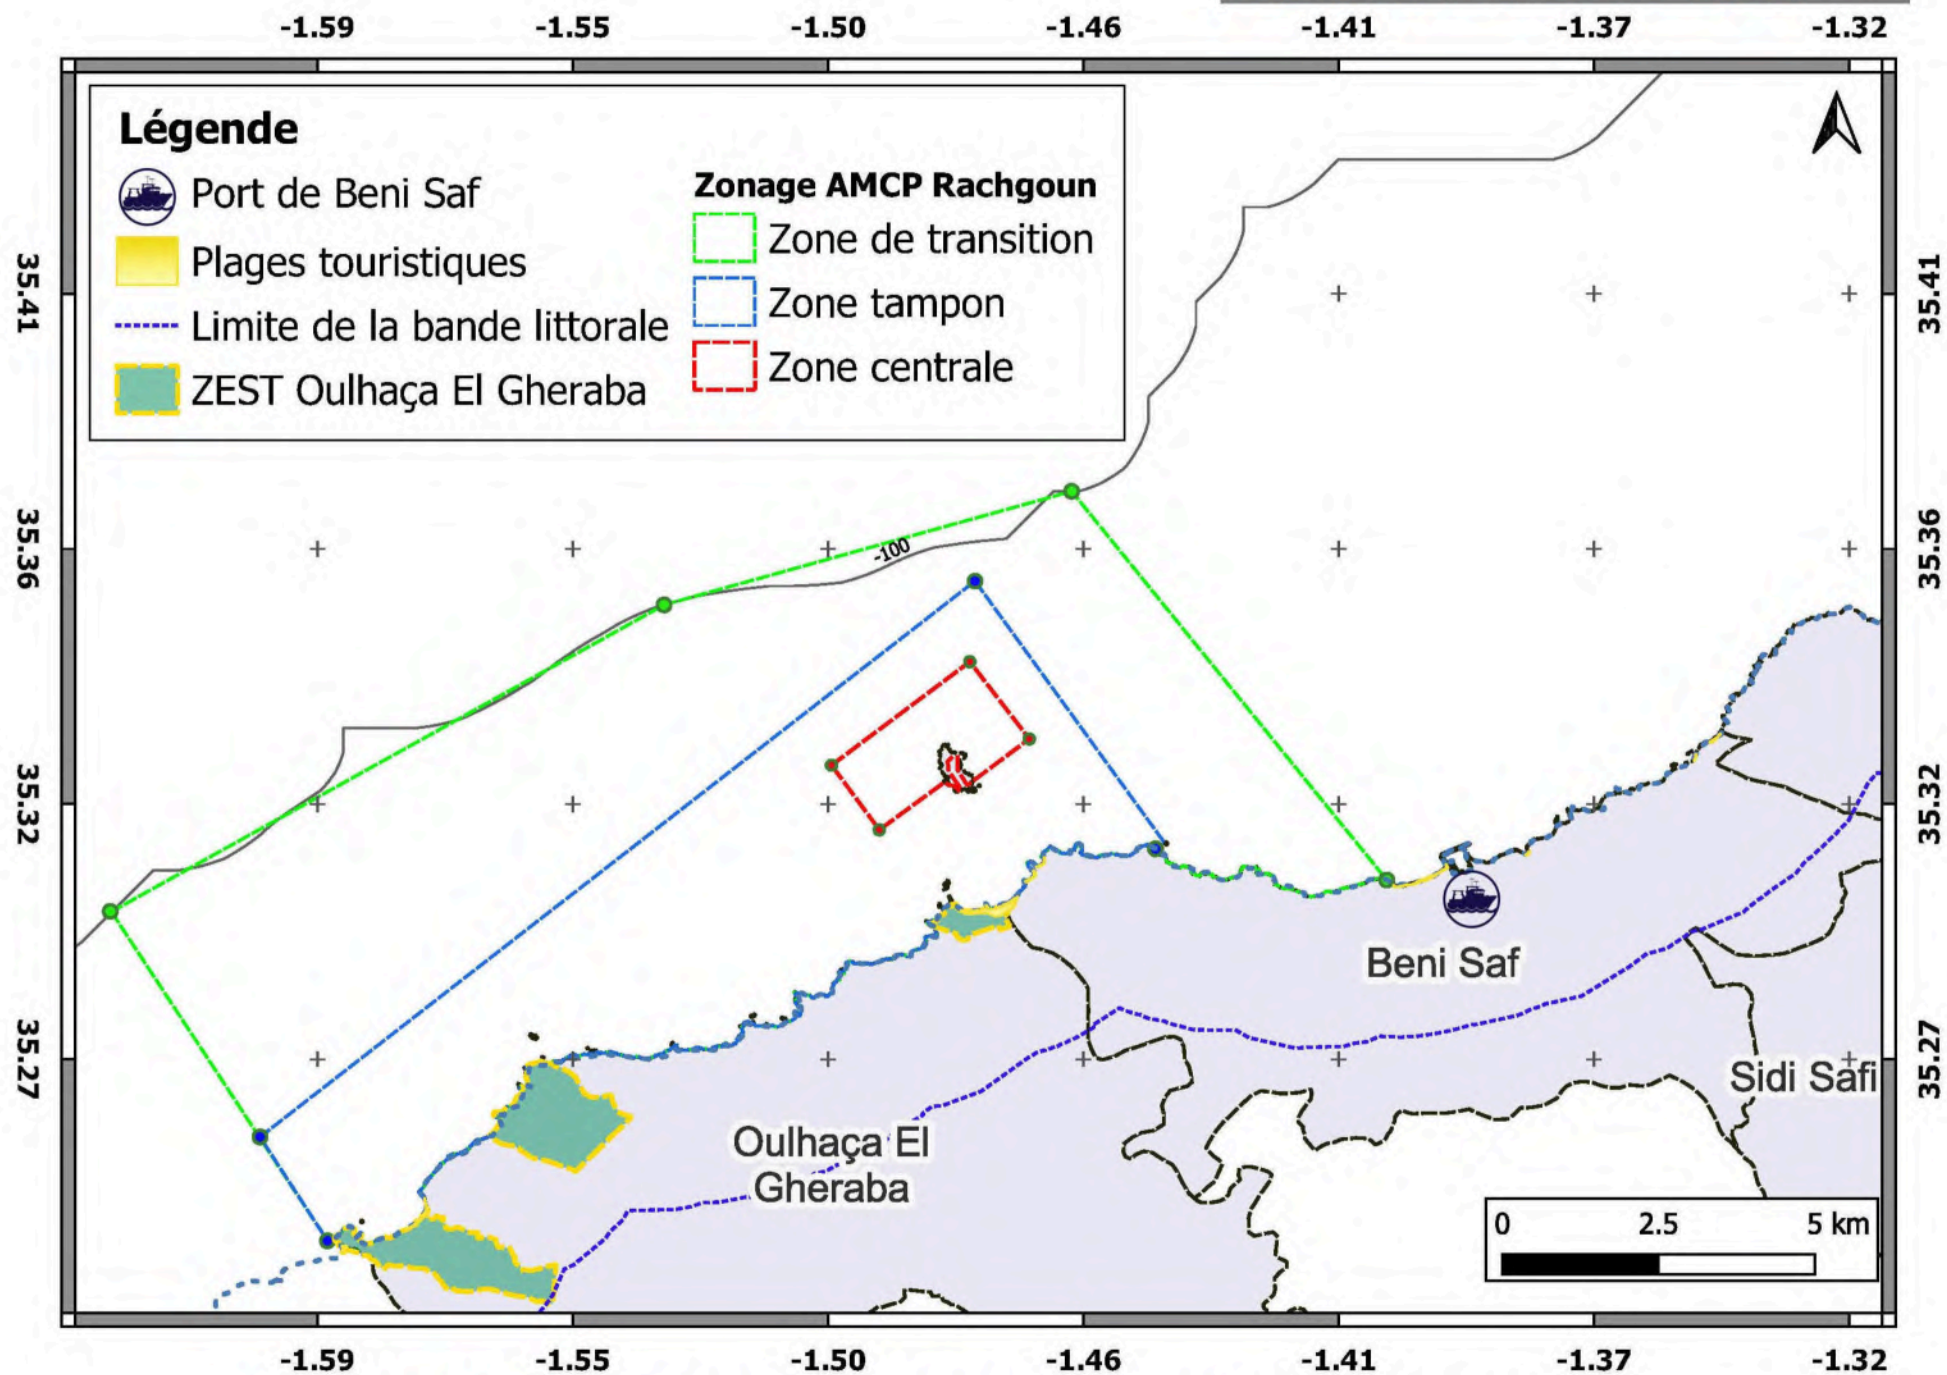 -1.59 -1.55 -1.50 -1.46 -1.41 -1.37 -1.32
Légende
Port de Beni Saf
Plages touristiques
Limite de la bande littorale
ZEST Oulhaça El Gheraba
Zonage AMCP Rachgoun
Zone de transition
Zone tampon
Zone centrale
35.41 35.41
35.36 35.36
-100
35.32 35.32
Beni Saf
35.27 35.27
Sidi Safi
Oulhaça El
Gheraba
0 2.5 5 km
-1.59 -1.55 -1.50 -1.46 -1.41 -1.37 -1.32